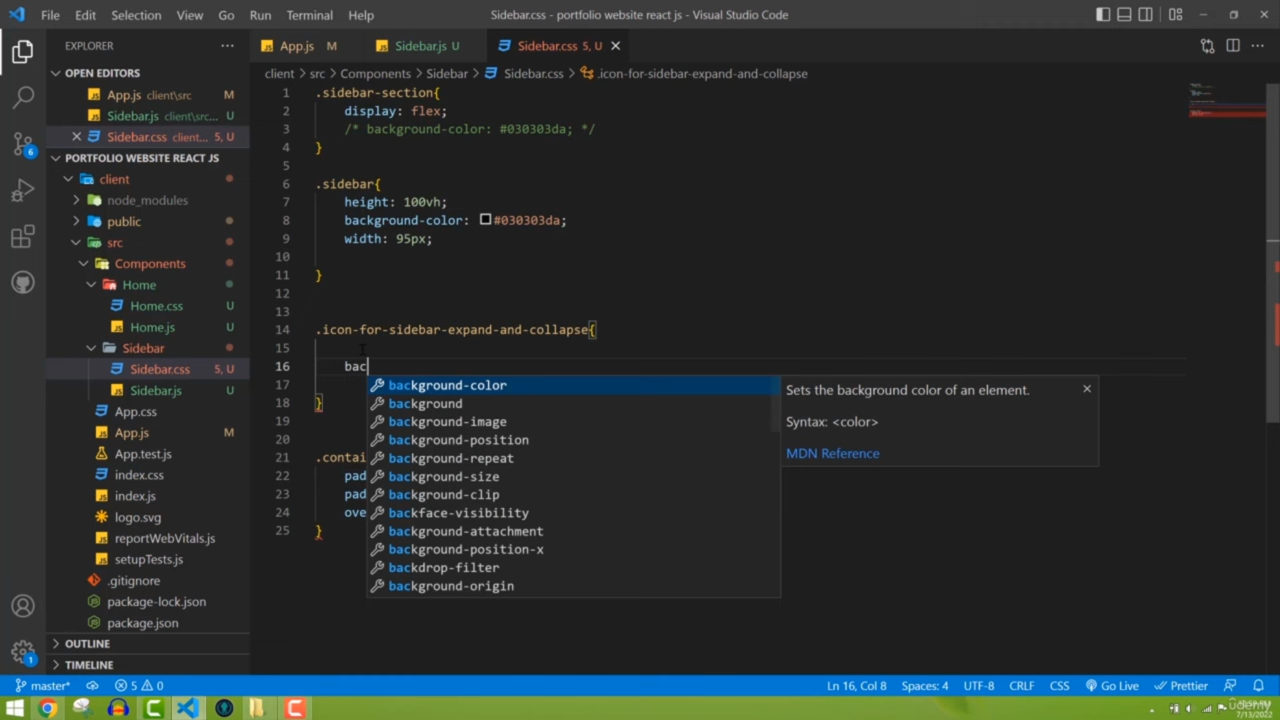 File Edit Selection View Go Run Terminal Help Sidebar.css - portfolio website react js - Visual Studio Code
EXPLORER ··· App.js M Sidebar.js U Sidebar.css 5, U
OPEN EDITORS
App.js client\src M
Sidebar.js client\src... U
Sidebar.css client... 5, U
PORTFOLIO WEBSITE REACT JS
client
node_modules
public
src
Components
Home
Home.css U
Home.js U
Sidebar
Sidebar.css 5, U
Sidebar.js U
App.css
App.js M
App.test.js
index.css
index.js
logo.svg
reportWebVitals.js
setupTests.js
.gitignore
package-lock.json
package.json
OUTLINE
TIMELINE
client > src > Components > Sidebar > Sidebar.css > .icon-for-sidebar-expand-and-collapse
1 .sidebar-section{
2 display: flex;
3 /* background-color: #030303da; */
4 }
5
6 .sidebar{
7 height: 100vh;
8 background-color: #030303da;
9 width: 95px;
10
11 }
12
13
14 .icon-for-sidebar-expand-and-collapse{
15
16 bac
17
18 }
19
20
21 .contai
22 pad
23 pad
24 ove
25 }
background-color
background
background-image
background-position
background-repeat
background-size
background-clip
backface-visibility
background-attachment
background-position-x
backdrop-filter
background-origin
Sets the background color of an element.
Syntax: <color>
MDN Reference
master* 5 0 Ln 16, Col 8 Spaces: 4 UTF-8 CRLF CSS Go Live Prettier
7/13/2022